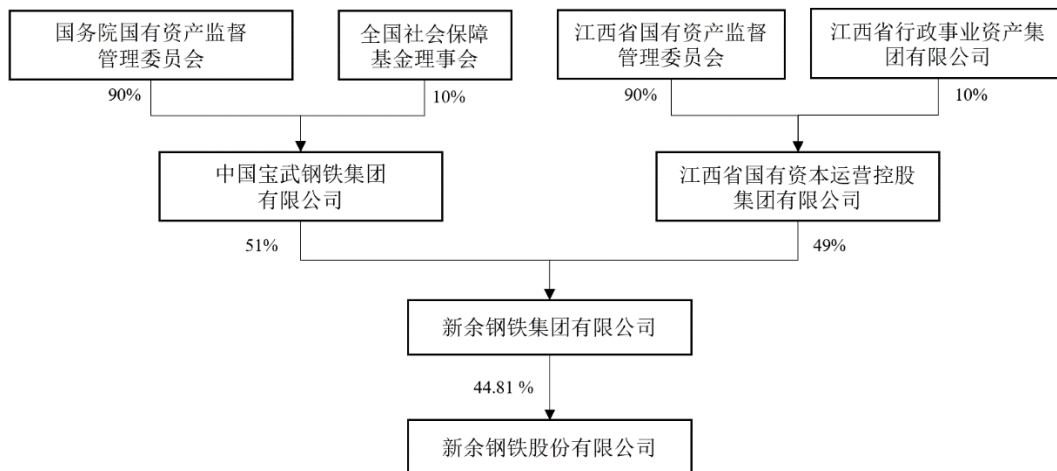 国务院国有资产监督
管理委员会
全国社会保障
基金理事会
江西省国有资产监督
管理委员会
江西省行政事业资产集
团有限公司
90%
10%
90%
10%
中国宝武钢铁集团
有限公司
江西省国有资本运营控股
集团有限公司
51%
49%
新余钢铁集团有限公司
44.81 %
新余钢铁股份有限公司